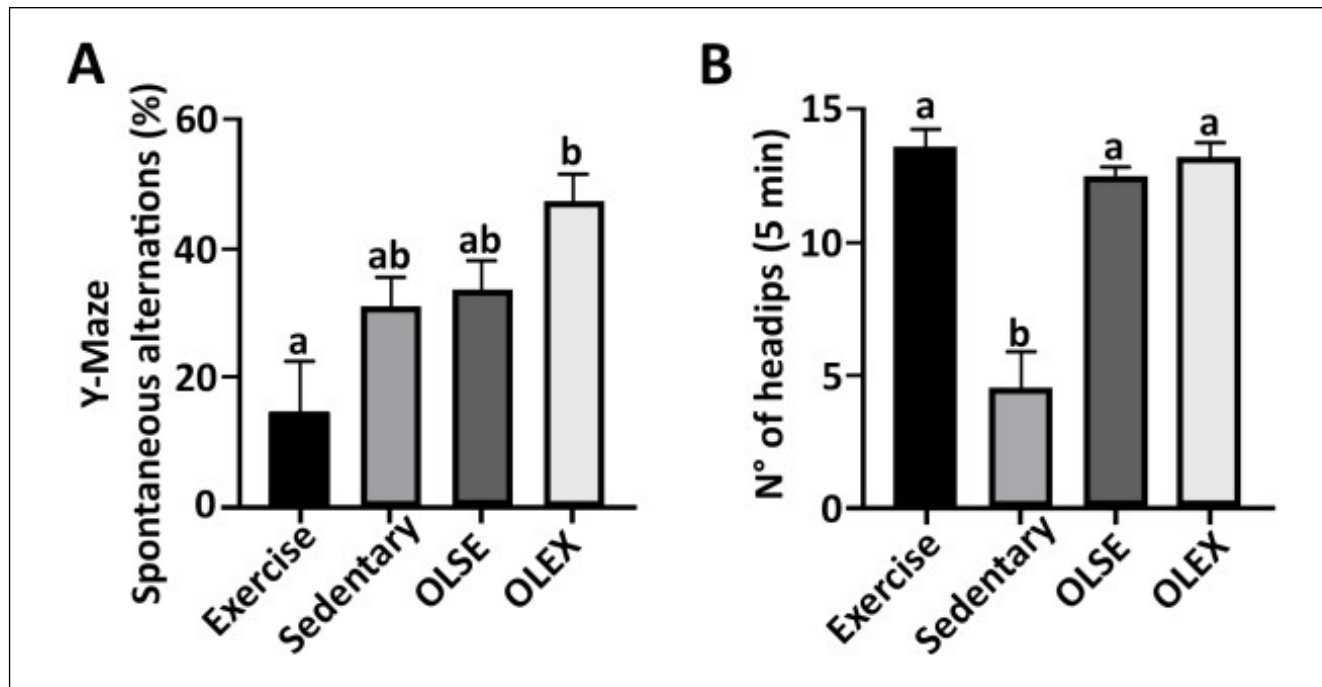 A
Y-Maze
Spontaneous alternations (%)
60
40
20
0
a
ab
ab
b
Exercise
Sedentary
OLSE
OLEX
B
N° of headips (5 min)
15
10
5
0
a
b
a
a
Exercise
Sedentary
OLSE
OLEX